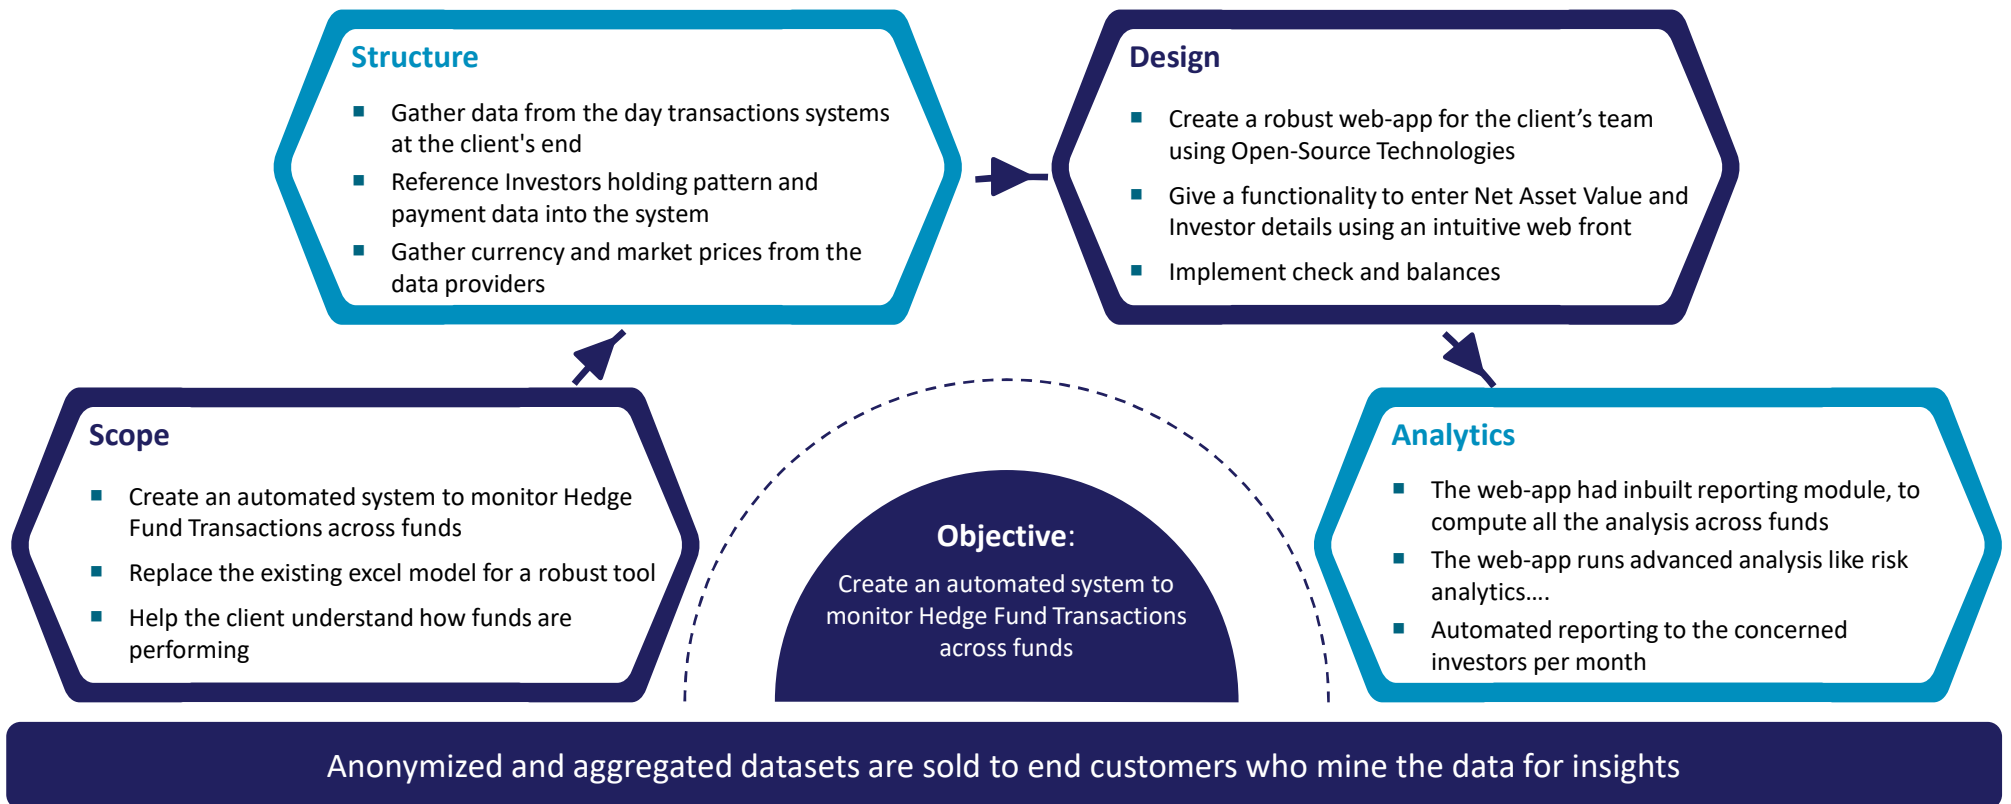 Structure
■ Gather data from the day transactions systems
at the client's end
■ Reference Investors holding pattern and
payment data into the system
■ Gather currency and market prices from the
data providers
Design
■ Create a robust web-app for the client’s team
using Open-Source Technologies
■ Give a functionality to enter Net Asset Value and
Investor details using an intuitive web front
■ Implement check and balances
Scope
■ Create an automated system to monitor Hedge
Fund Transactions across funds
■ Replace the existing excel model for a robust tool
■ Help the client understand how funds are
performing
Objective:
Create an automated system to
monitor Hedge Fund Transactions
across funds
Analytics
■ The web-app had inbuilt reporting module, to
compute all the analysis across funds
■ The web-app runs advanced analysis like risk
analytics….
■ Automated reporting to the concerned
investors per month
Anonymized and aggregated datasets are sold to end customers who mine the data for insights